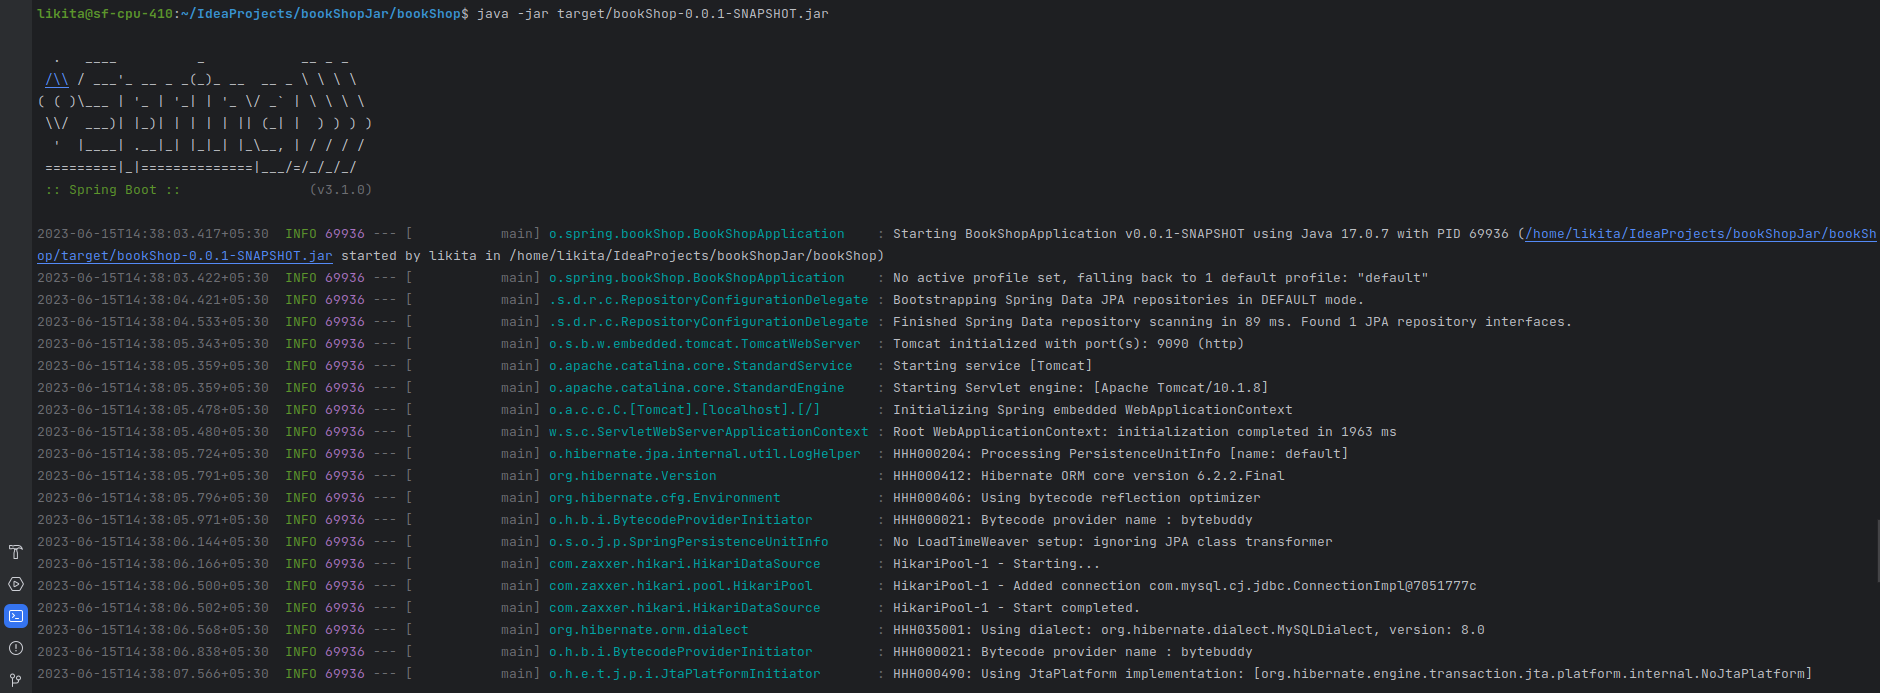 likita@sf-cpu-410:~/IdeaProjects/bookShopJar/bookShop$ java -jar target/bookShop-0.0.1-SNAPSHOT.jar
  .   ____          _            __ _ _
 /\\ / ___'_ __ _ _(_)_ __  __ _ \ \ \ \
( ( )\___ | '_ | '_| | '_ \/ _` | \ \ \ \
 \\/  ___)| |_)| | | | | || (_| |  ) ) ) )
  '  |____| .__|_| |_|_| |_\__, | / / / /
 =========|_|==============|___/=/_/_/_/
 :: Spring Boot ::                (v3.1.0)
2023-06-15T14:38:03.417+05:30  INFO 69936 --- [           main] o.spring.bookShop.BookShopApplication    : Starting BookShopApplication v0.0.1-SNAPSHOT using Java 17.0.7 with PID 69936 (/home/likita/IdeaProjects/bookShopJar/bookSh
op/target/bookShop-0.0.1-SNAPSHOT.jar started by likita in /home/likita/IdeaProjects/bookShopJar/bookShop)
2023-06-15T14:38:03.422+05:30  INFO 69936 --- [           main] o.spring.bookShop.BookShopApplication    : No active profile set, falling back to 1 default profile: "default"
2023-06-15T14:38:04.421+05:30  INFO 69936 --- [           main] .s.d.r.c.RepositoryConfigurationDelegate : Bootstrapping Spring Data JPA repositories in DEFAULT mode.
2023-06-15T14:38:04.533+05:30  INFO 69936 --- [           main] .s.d.r.c.RepositoryConfigurationDelegate : Finished Spring Data repository scanning in 89 ms. Found 1 JPA repository interfaces.
2023-06-15T14:38:05.343+05:30  INFO 69936 --- [           main] o.s.b.w.embedded.tomcat.TomcatWebServer  : Tomcat initialized with port(s): 9090 (http)
2023-06-15T14:38:05.359+05:30  INFO 69936 --- [           main] o.apache.catalina.core.StandardService   : Starting service [Tomcat]
2023-06-15T14:38:05.359+05:30  INFO 69936 --- [           main] o.apache.catalina.core.StandardEngine    : Starting Servlet engine: [Apache Tomcat/10.1.8]
2023-06-15T14:38:05.478+05:30  INFO 69936 --- [           main] o.a.c.c.C.[Tomcat].[localhost].[/]       : Initializing Spring embedded WebApplicationContext
2023-06-15T14:38:05.480+05:30  INFO 69936 --- [           main] w.s.c.ServletWebServerApplicationContext : Root WebApplicationContext: initialization completed in 1963 ms
2023-06-15T14:38:05.724+05:30  INFO 69936 --- [           main] o.hibernate.jpa.internal.util.LogHelper  : HHH000204: Processing PersistenceUnitInfo [name: default]
2023-06-15T14:38:05.791+05:30  INFO 69936 --- [           main] org.hibernate.Version                    : HHH000412: Hibernate ORM core version 6.2.2.Final
2023-06-15T14:38:05.796+05:30  INFO 69936 --- [           main] org.hibernate.cfg.Environment            : HHH000406: Using bytecode reflection optimizer
2023-06-15T14:38:05.971+05:30  INFO 69936 --- [           main] o.h.b.i.BytecodeProviderInitiator        : HHH000021: Bytecode provider name : bytebuddy
2023-06-15T14:38:06.144+05:30  INFO 69936 --- [           main] o.s.o.j.p.SpringPersistenceUnitInfo      : No LoadTimeWeaver setup: ignoring JPA class transformer
2023-06-15T14:38:06.166+05:30  INFO 69936 --- [           main] com.zaxxer.hikari.HikariDataSource       : HikariPool-1 - Starting...
2023-06-15T14:38:06.500+05:30  INFO 69936 --- [           main] com.zaxxer.hikari.pool.HikariPool        : HikariPool-1 - Added connection com.mysql.cj.jdbc.ConnectionImpl@7051777c
2023-06-15T14:38:06.502+05:30  INFO 69936 --- [           main] com.zaxxer.hikari.HikariDataSource       : HikariPool-1 - Start completed.
2023-06-15T14:38:06.568+05:30  INFO 69936 --- [           main] org.hibernate.orm.dialect                : HHH035001: Using dialect: org.hibernate.dialect.MySQLDialect, version: 8.0
2023-06-15T14:38:06.838+05:30  INFO 69936 --- [           main] o.h.b.i.BytecodeProviderInitiator        : HHH000021: Bytecode provider name : bytebuddy
2023-06-15T14:38:07.566+05:30  INFO 69936 --- [           main] o.h.e.t.j.p.i.JtaPlatformInitiator       : HHH000490: Using JtaPlatform implementation: [org.hibernate.engine.transaction.jta.platform.internal.NoJtaPlatform]